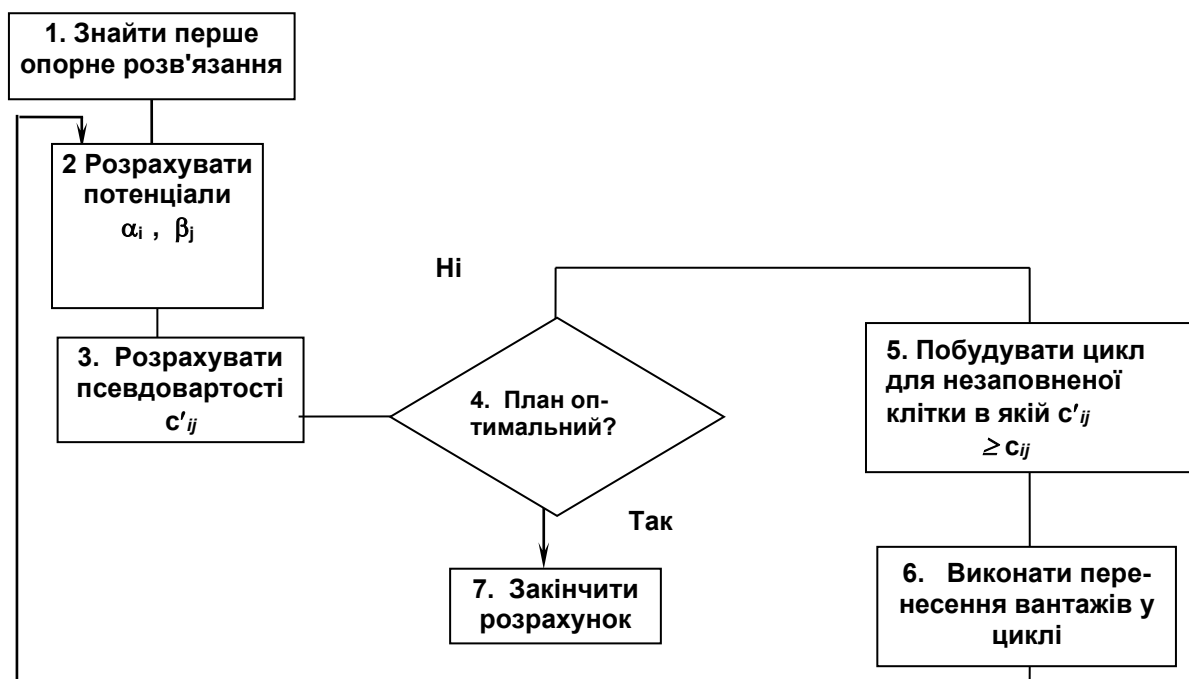 1. Знайти перше
опорне розв'язання
2 Розрахувати
потенціали
αi , βj
3. Розрахувати
псевдовартості
c′ij
Ні
4. План оп-
тимальний?
Так
7. Закінчити
розрахунок
5. Побудувати цикл
для незаповненої
клітки в якій c′ij
≥ cij
6. Виконати пере-
несення вантажів у
циклі